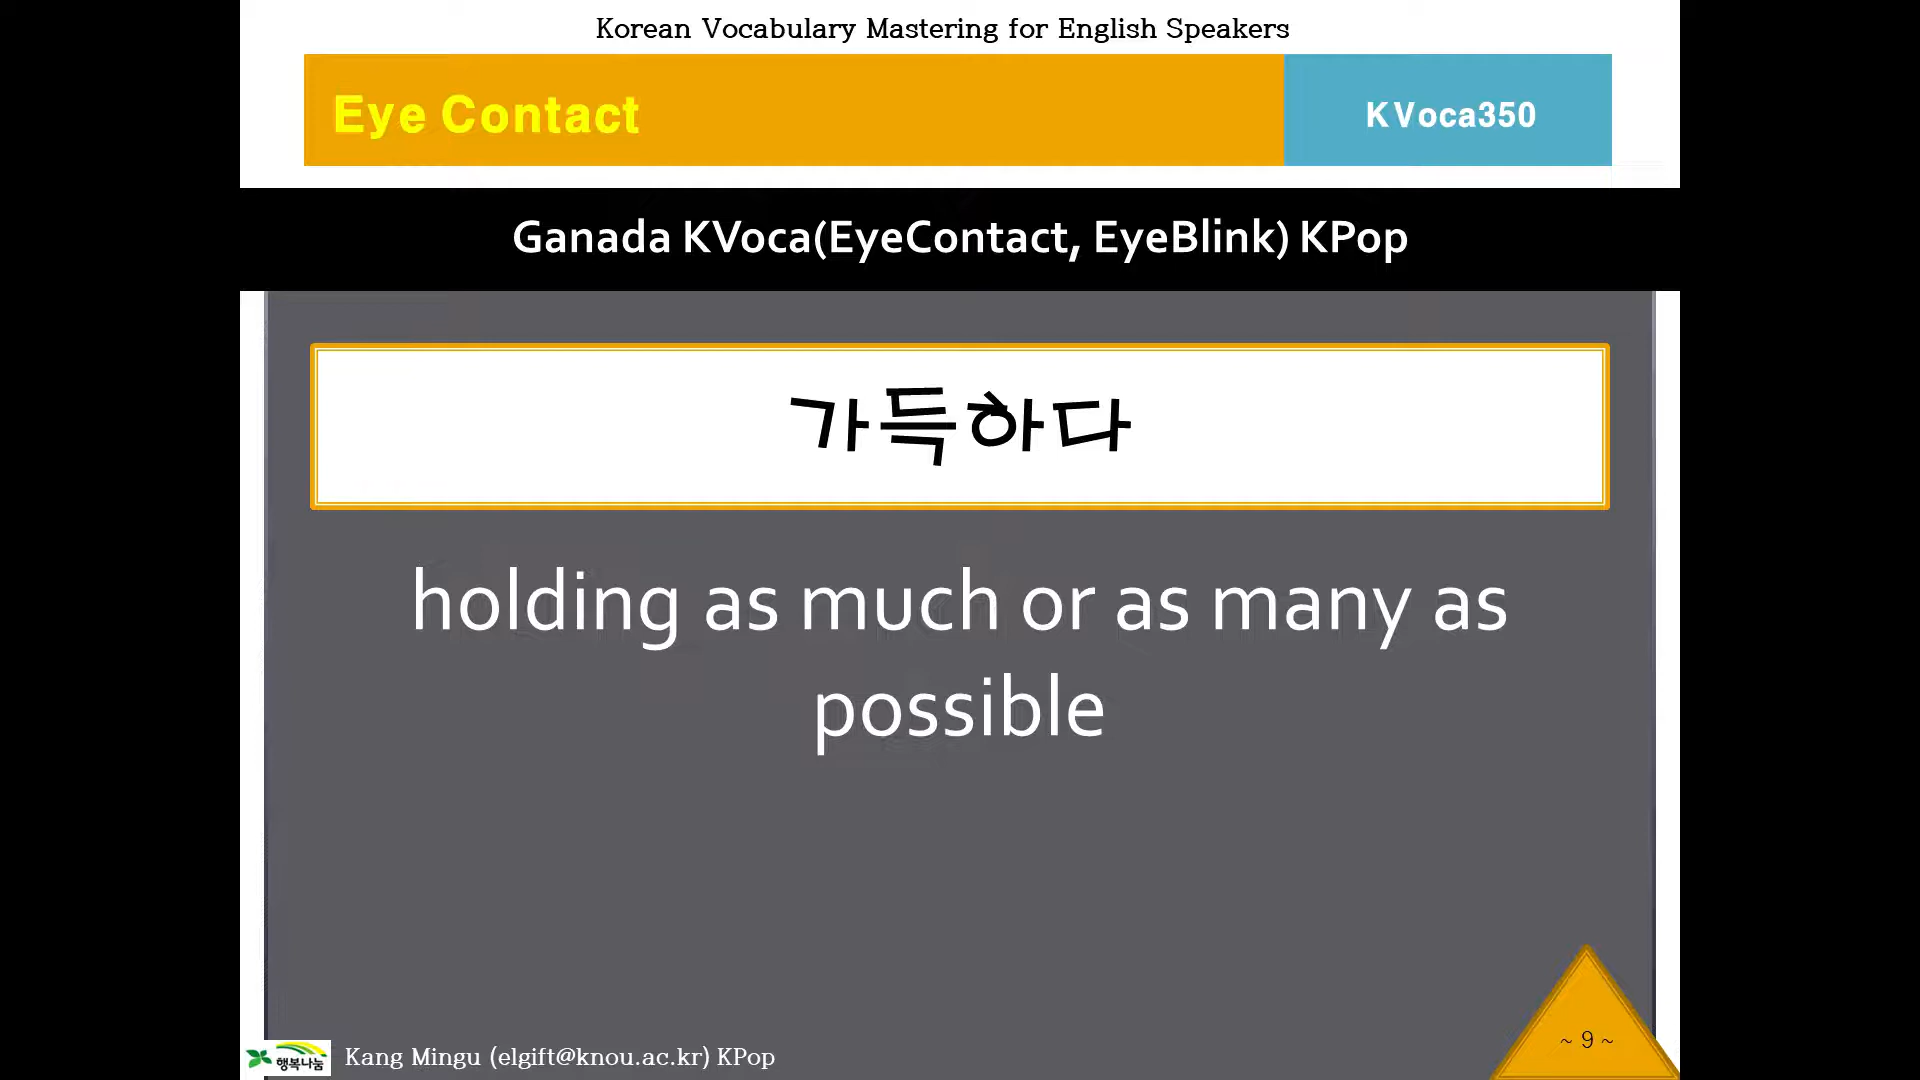 Korean Vocabulary Mastering for English Speakers
Eye Contact
KVoca350
Ganada KVoca(EyeContact, EyeBlink) KPop
가득하다
holding as much or as many as
possible
~ 9 ~
행복나눔
Kang Mingu (elgift@knou.ac.kr) KPop